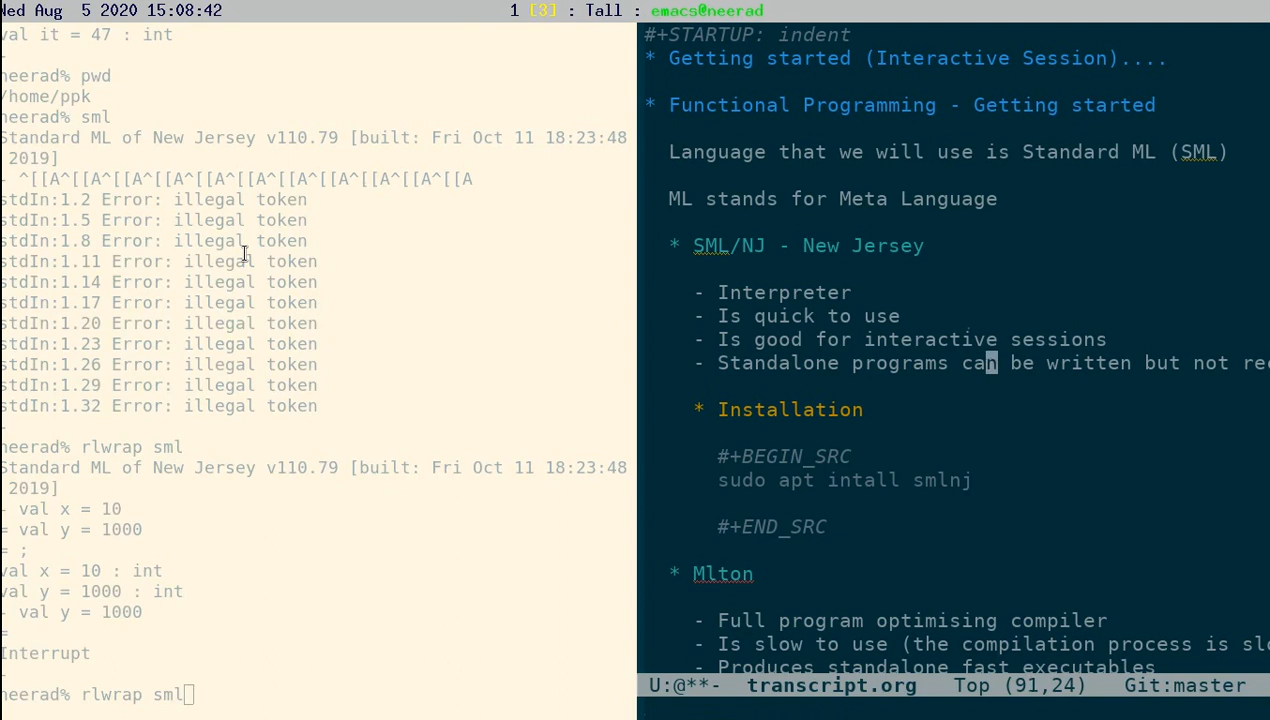 Wed Aug  5 2020 15:08:42
1 [3] : Tall : emacs@neerad
val it = 47 : int
-
neerad% pwd
/home/ppk
neerad% sml
Standard ML of New Jersey v110.79 [built: Fri Oct 11 18:23:48
 2019]
- ^[[A^[[A^[[A^[[A^[[A^[[A^[[A^[[A^[[A^[[A^[[A
stdIn:1.2 Error: illegal token
stdIn:1.5 Error: illegal token
stdIn:1.8 Error: illegal token
stdIn:1.11 Error: illegal token
stdIn:1.14 Error: illegal token
stdIn:1.17 Error: illegal token
stdIn:1.20 Error: illegal token
stdIn:1.23 Error: illegal token
stdIn:1.26 Error: illegal token
stdIn:1.29 Error: illegal token
stdIn:1.32 Error: illegal token
-
neerad% rlwrap sml
Standard ML of New Jersey v110.79 [built: Fri Oct 11 18:23:48
 2019]
- val x = 10
= val y = 1000
= ;
val x = 10 : int
val y = 1000 : int
- val y = 1000
=
Interrupt
-
neerad% rlwrap sml
#+STARTUP: indent
* Getting started (Interactive Session)....
* Functional Programming - Getting started
Language that we will use is Standard ML (SML)
ML stands for Meta Language
* SML/NJ - New Jersey
- Interpreter
- Is quick to use
- Is good for interactive sessions
- Standalone programs can be written but not rec
* Installation
#+BEGIN_SRC
sudo apt intall smlnj
#+END_SRC
* Mlton
- Full program optimising compiler
- Is slow to use (the compilation process is slo
- Produces standalone fast executables
U:@**-  transcript.org   Top (91,24)   Git:master